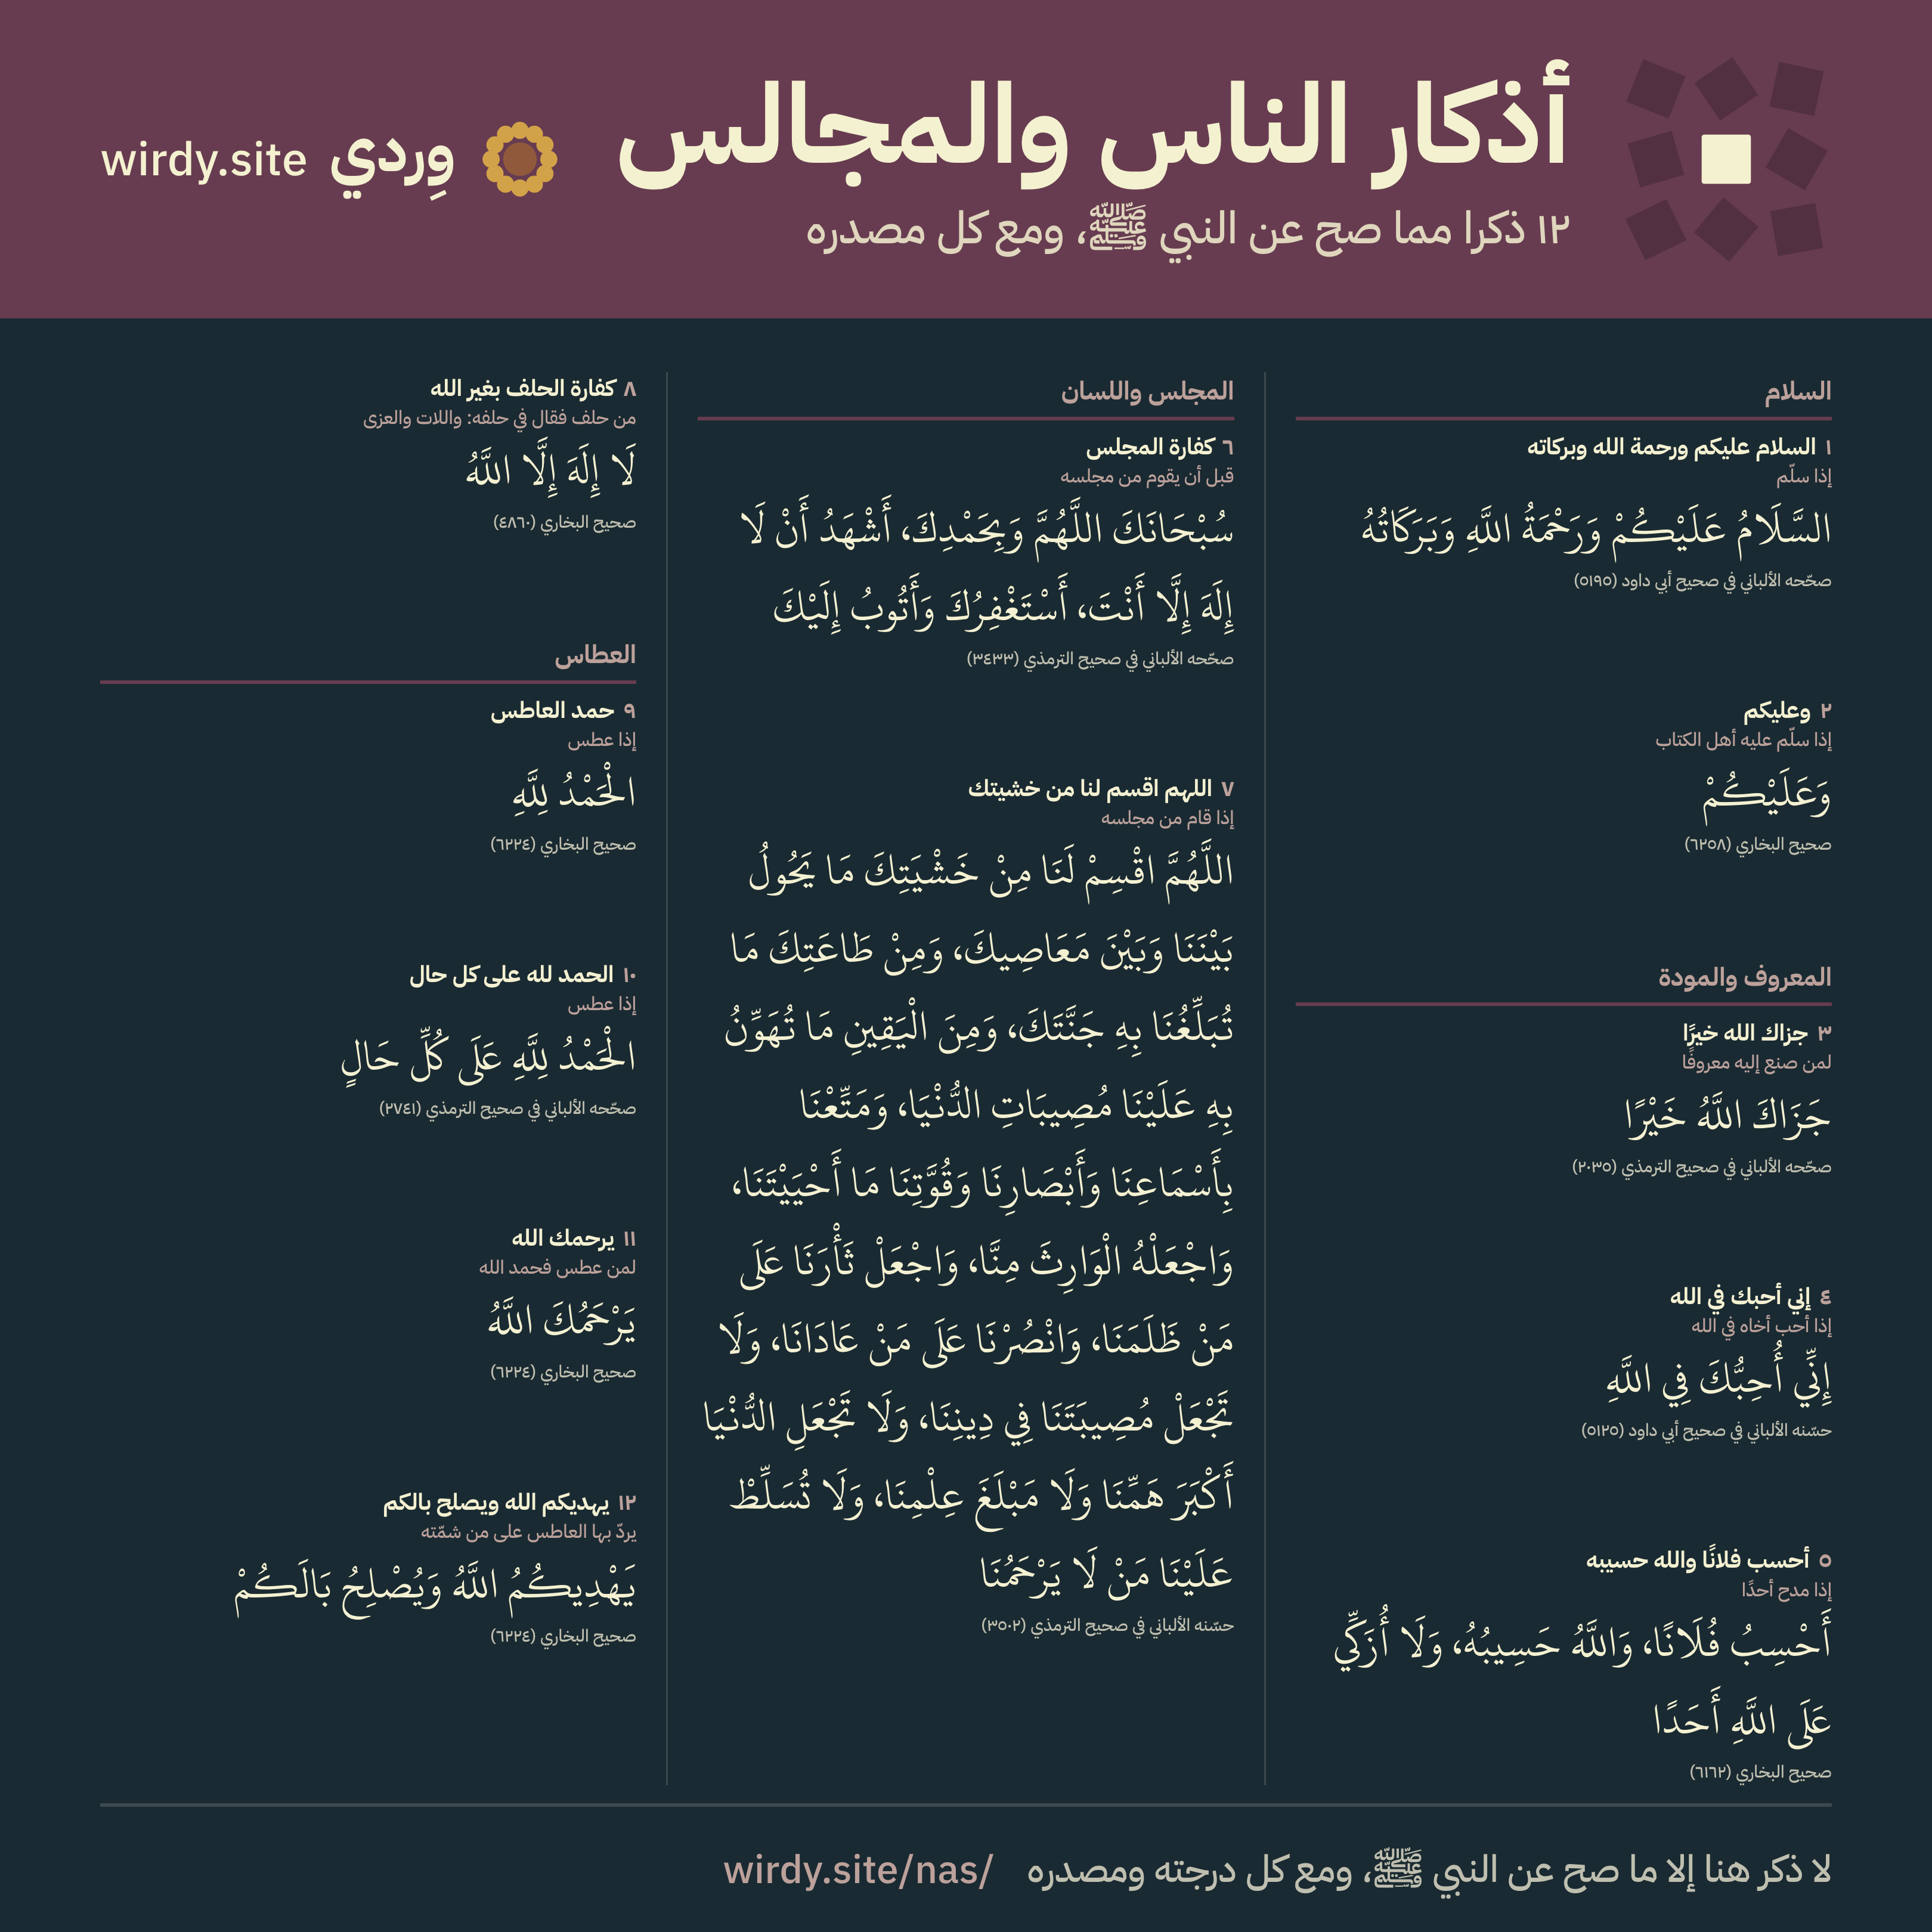 أذكار الناس والمجالس
١٢ ذكرا مما صح عن النبي ﷺ، ومع كل مصدره
وِردي wirdy.site
السلام
١ السلام عليكم ورحمة الله وبركاته
إذا سلّم
السَّلَامُ عَلَيْكُمْ وَرَحْمَةُ اللَّهِ وَبَرَكَاتُهُ
صحّحه الألباني في صحيح أبي داود (٥١٩٥)
٢ وعليكم
إذا سلّم عليه أهل الكتاب
وَعَلَيْكُمْ
صحيح البخاري (٦٢٥٨)
المعروف والمودة
٣ جزاك الله خيرًا
لمن صنع إليه معروفًا
جَزَاكَ اللَّهُ خَيْرًا
صحّحه الألباني في صحيح الترمذي (٢٠٣٥)
٤ إني أحبك في الله
إذا أحب أخاه في الله
إِنِّي أُحِبُّكَ فِي اللَّهِ
حسّنه الألباني في صحيح أبي داود (٥١٢٥)
٥ أحسب فلانًا والله حسيبه
إذا مدح أحدًا
أَحْسِبُ فُلَانًا، وَاللَّهُ حَسِيبُهُ، وَلَا أُزَكِّي
عَلَى اللَّهِ أَحَدًا
صحيح البخاري (٦١٦٢)
المجلس واللسان
٦ كفارة المجلس
قبل أن يقوم من مجلسه
سُبْحَانَكَ اللَّهُمَّ وَبِحَمْدِكَ، أَشْهَدُ أَنْ لَا
إِلَهَ إِلَّا أَنْتَ، أَسْتَغْفِرُكَ وَأَتُوبُ إِلَيْكَ
صحّحه الألباني في صحيح الترمذي (٣٤٣٣)
٧ اللهم اقسم لنا من خشيتك
إذا قام من مجلسه
اللَّهُمَّ اقْسِمْ لَنَا مِنْ خَشْيَتِكَ مَا يَحُولُ
بَيْنَنَا وَبَيْنَ مَعَاصِيكَ، وَمِنْ طَاعَتِكَ مَا
تُبَلِّغُنَا بِهِ جَنَّتَكَ، وَمِنَ الْيَقِينِ مَا تُهَوِّنُ
بِهِ عَلَيْنَا مُصِيبَاتِ الدُّنْيَا، وَمَتِّعْنَا
بِأَسْمَاعِنَا وَأَبْصَارِنَا وَقُوَّتِنَا مَا أَحْيَيْتَنَا،
وَاجْعَلْهُ الْوَارِثَ مِنَّا، وَاجْعَلْ ثَأْرَنَا عَلَى
مَنْ ظَلَمَنَا، وَانْصُرْنَا عَلَى مَنْ عَادَانَا، وَلَا
تَجْعَلْ مُصِيبَتَنَا فِي دِينِنَا، وَلَا تَجْعَلِ الدُّنْيَا
أَكْبَرَ هَمِّنَا وَلَا مَبْلَغَ عِلْمِنَا، وَلَا تُسَلِّطْ
عَلَيْنَا مَنْ لَا يَرْحَمُنَا
حسّنه الألباني في صحيح الترمذي (٣٥٠٢)
٨ كفارة الحلف بغير الله
من حلف فقال في حلفه: واللات والعزى
لَا إِلَهَ إِلَّا اللَّهُ
صحيح البخاري (٤٨٦٠)
العطاس
٩ حمد العاطس
إذا عطس
الْحَمْدُ لِلَّهِ
صحيح البخاري (٦٢٢٤)
١٠ الحمد لله على كل حال
إذا عطس
الْحَمْدُ لِلَّهِ عَلَى كُلِّ حَالٍ
صحّحه الألباني في صحيح الترمذي (٢٧٤١)
١١ يرحمك الله
لمن عطس فحمد الله
يَرْحَمُكَ اللَّهُ
صحيح البخاري (٦٢٢٤)
١٢ يهديكم الله ويصلح بالكم
يردّ بها العاطس على من شمّته
يَهْدِيكُمُ اللَّهُ وَيُصْلِحُ بَالَكُمْ
صحيح البخاري (٦٢٢٤)
لا ذكر هنا إلا ما صح عن النبي ﷺ، ومع كل درجته ومصدره wirdy.site/nas/